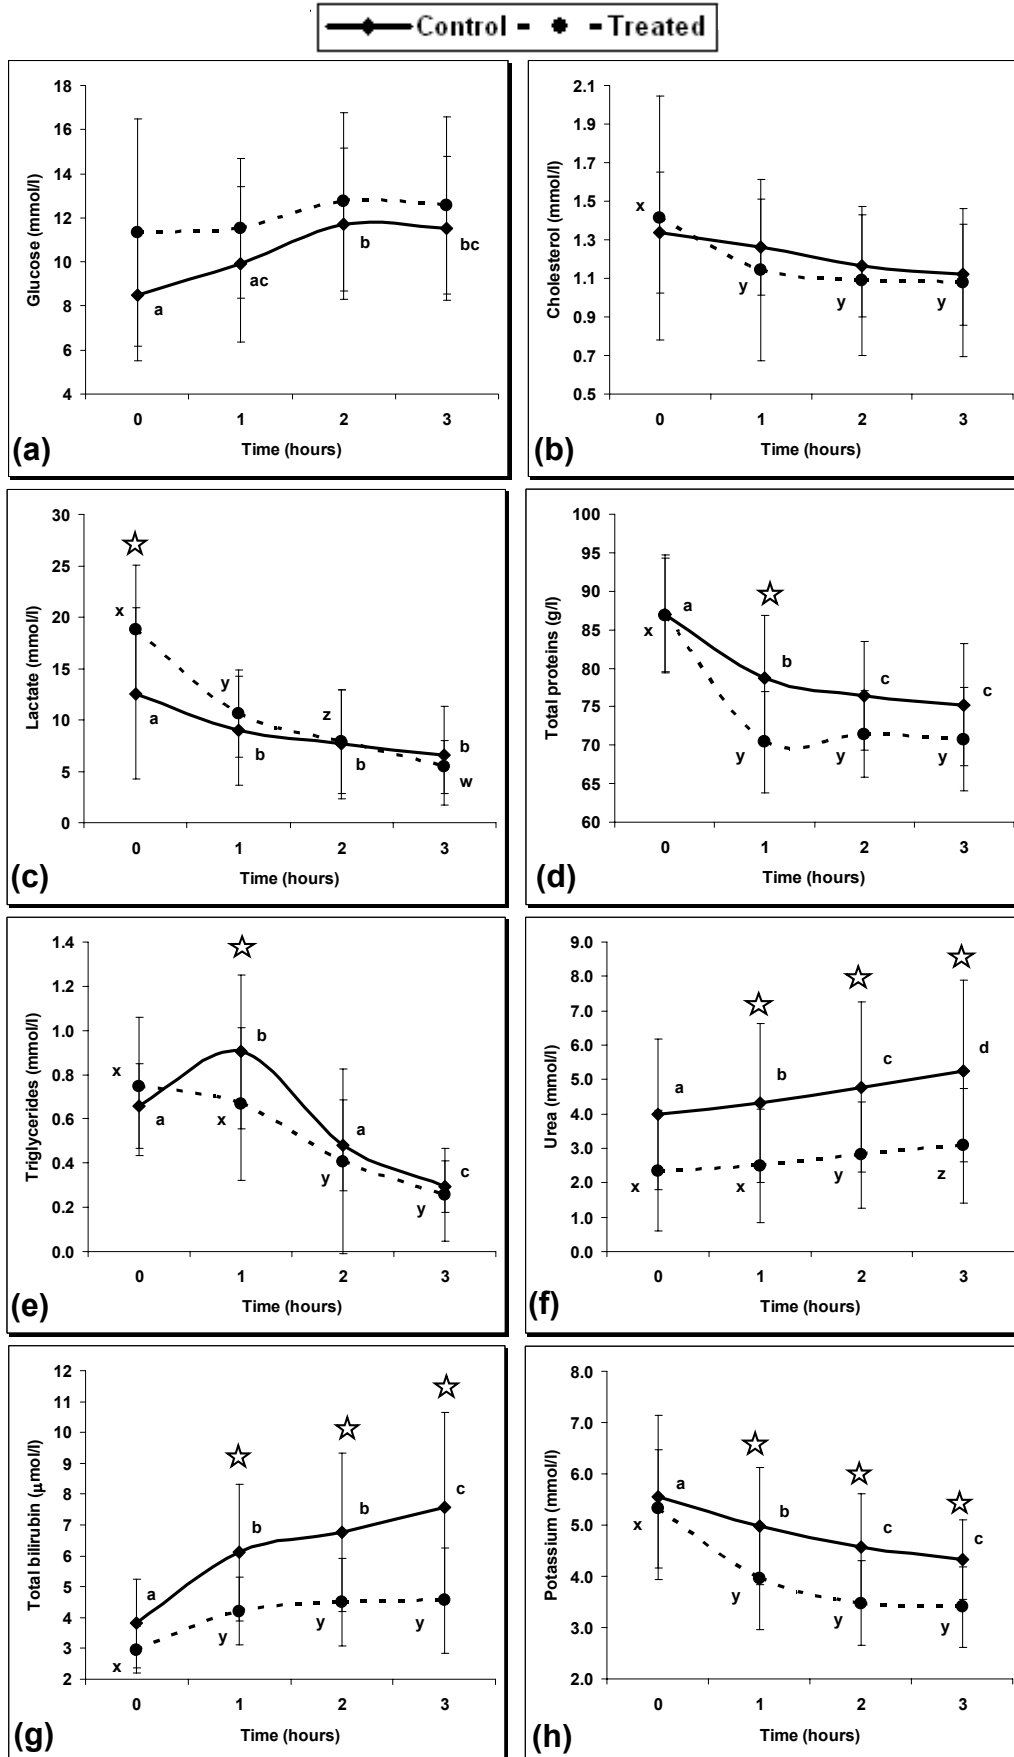 Control Treated
18
16
14
12
10
8
6
4
Glucose (mmol/l)
a
ac
b
bc
0 1 2 3
Time (hours)
(a)
2.1
1.9
1.7
1.5
1.3
1.1
0.9
0.7
0.5
Cholesterol (mmol/l)
x
y
y
y
0 1 2 3
Time (hours)
(b)
30
25
20
15
10
5
0
Lactate (mmol/l)
x
y
z
w
a
b
b
b
0 1 2 3
Time (hours)
(c)
100
95
90
85
80
75
70
65
60
Total proteins (g/l)
a
b
c
c
x
y
y
y
0 1 2 3
Time (hours)
(d)
1.4
1.2
1.0
0.8
0.6
0.4
0.2
0.0
Triglycerides (mmol/l)
x
x
y
y
a
b
a
c
0 1 2 3
Time (hours)
(e)
9.0
8.0
7.0
6.0
5.0
4.0
3.0
2.0
1.0
0.0
Urea (mmol/l)
a
b
c
d
x
x
y
z
0 1 2 3
Time (hours)
(f)
12
11
10
9
8
7
6
5
4
3
2
Total bilirubin (μmol/l)
a
b
b
c
x
y
y
y
0 1 2 3
Time (hours)
(g)
8.0
7.0
6.0
5.0
4.0
3.0
2.0
Potassium (mmol/l)
a
b
c
c
x
y
y
y
0 1 2 3
Time (hours)
(h)